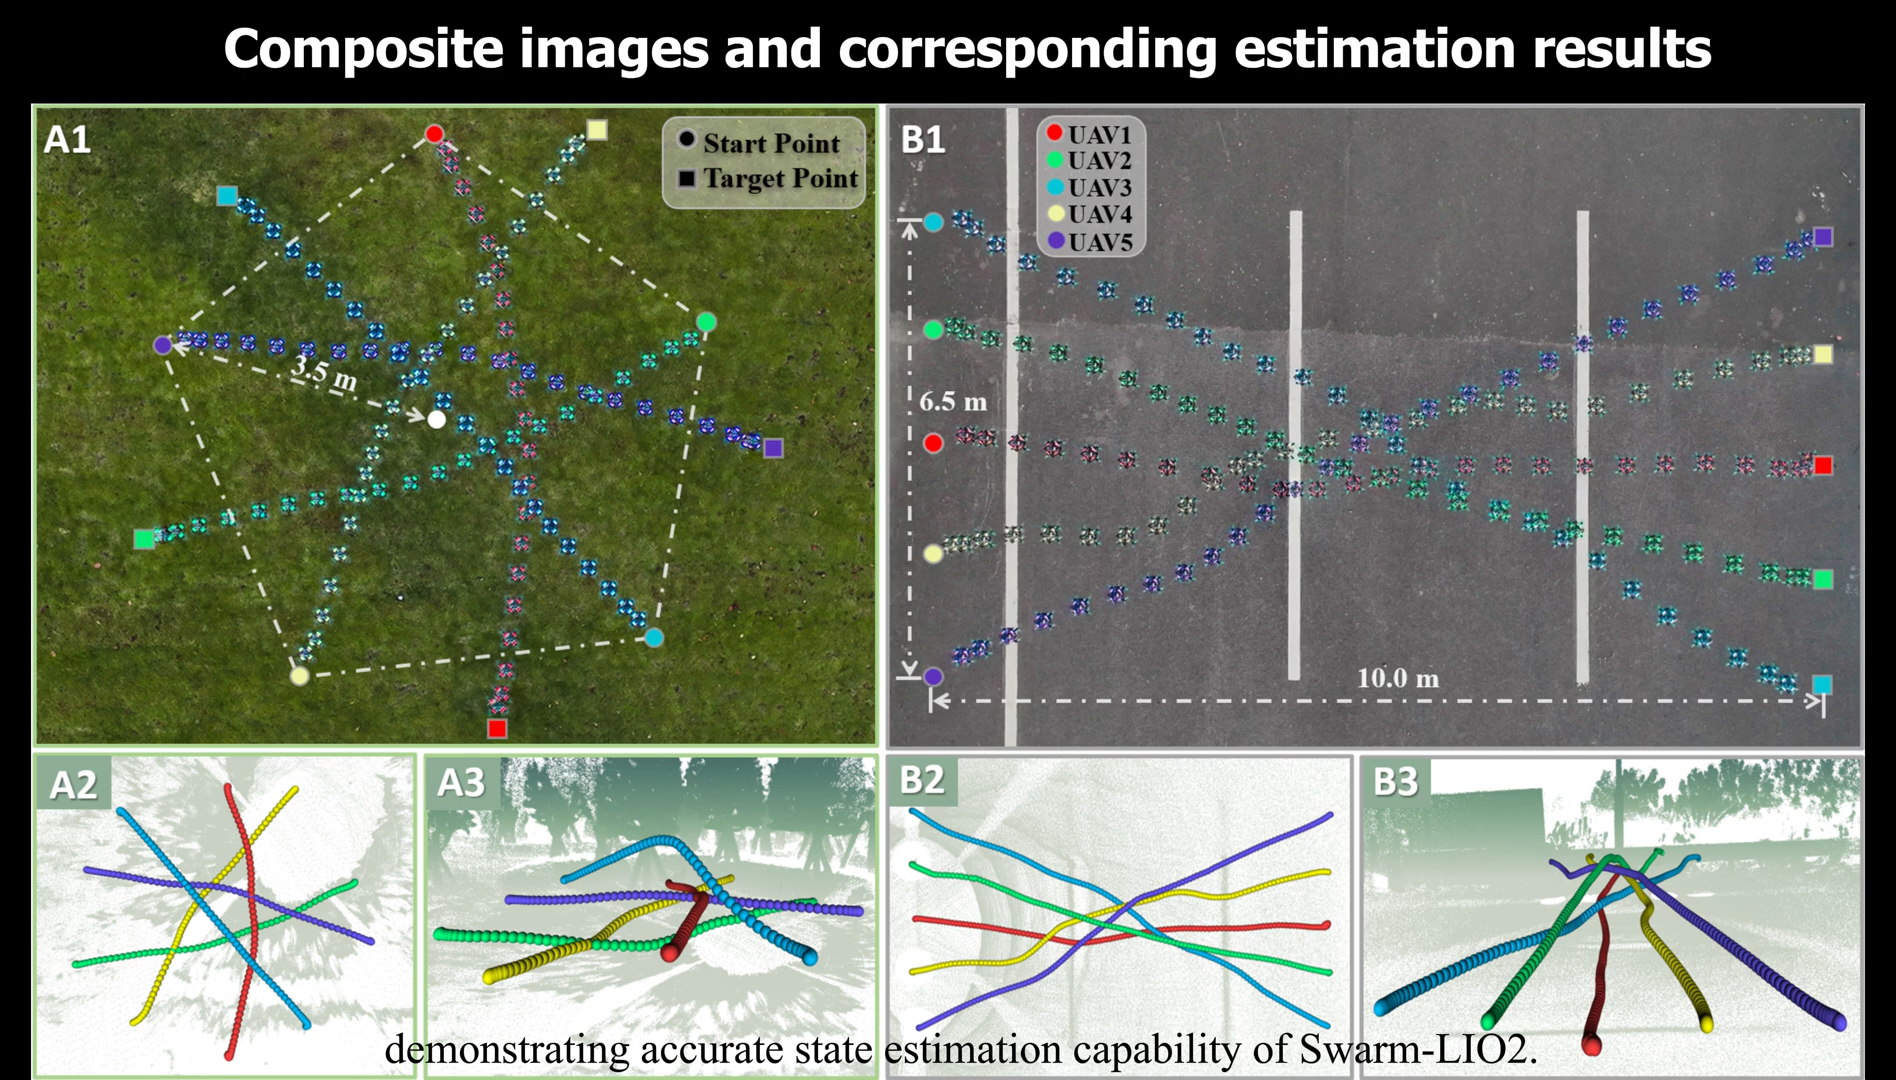 Composite images and corresponding estimation results
A1
Start Point
Target Point
3.5 m
B1
UAV1
UAV2
UAV3
UAV4
UAV5
6.5 m
10.0 m
A2
A3
B2
B3
demonstrating accurate state estimation capability of Swarm-LIO2.